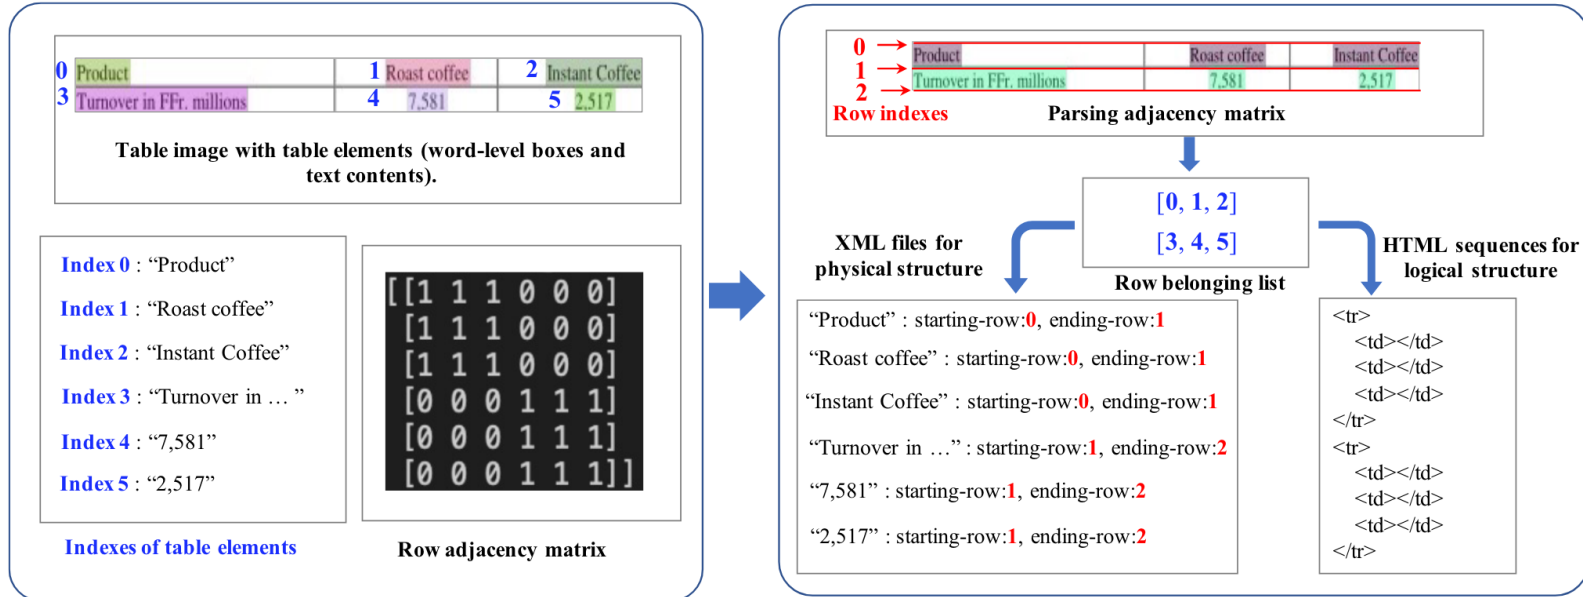 0 Product 1 Roast coffee 2 Instant Coffee
3 Turnover in FFr. millions 4 7,581 5 2,517
Table image with table elements (word-level boxes and
text contents).
Index 0 : “Product”
Index 1 : “Roast coffee”
Index 2 : “Instant Coffee”
Index 3 : “Turnover in … ”
Index 4 : “7,581”
Index 5 : “2,517”
Indexes of table elements
[[1 1 1 0 0 0]
[1 1 1 0 0 0]
[1 1 1 0 0 0]
[0 0 0 1 1 1]
[0 0 0 1 1 1]
[0 0 0 1 1 1]]
Row adjacency matrix
0
Product Roast coffee Instant Coffee
1
Turnover in FFr. millions 7,581 2,517
2
Row indexes
Parsing adjacency matrix
[0, 1, 2]
[3, 4, 5]
Row belonging list
XML files for
physical structure
HTML sequences for
logical structure
“Product” : starting-row:0, ending-row:1
“Roast coffee” : starting-row:0, ending-row:1
“Instant Coffee” : starting-row:0, ending-row:1
“Turnover in …” : starting-row:1, ending-row:2
“7,581” : starting-row:1, ending-row:2
“2,517” : starting-row:1, ending-row:2
<tr>
<td></td>
<td></td>
<td></td>
</tr>
<tr>
<td></td>
<td></td>
<td></td>
</tr>